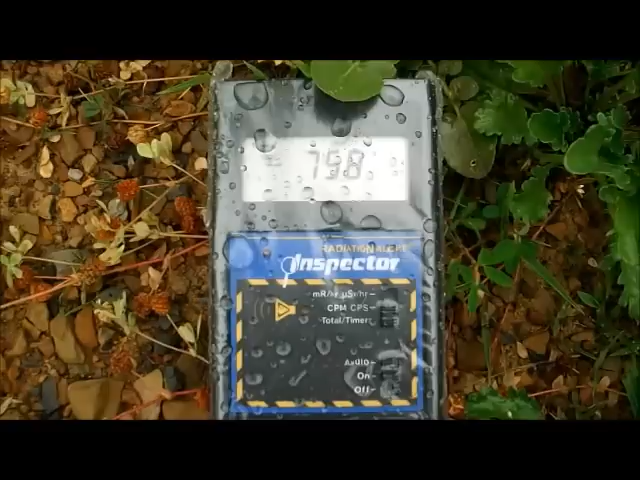 798
RADIATION ALERT
Inspector
mR/hr µSv/hr
CPM CPS
Total/Timer
Audio
On
Off